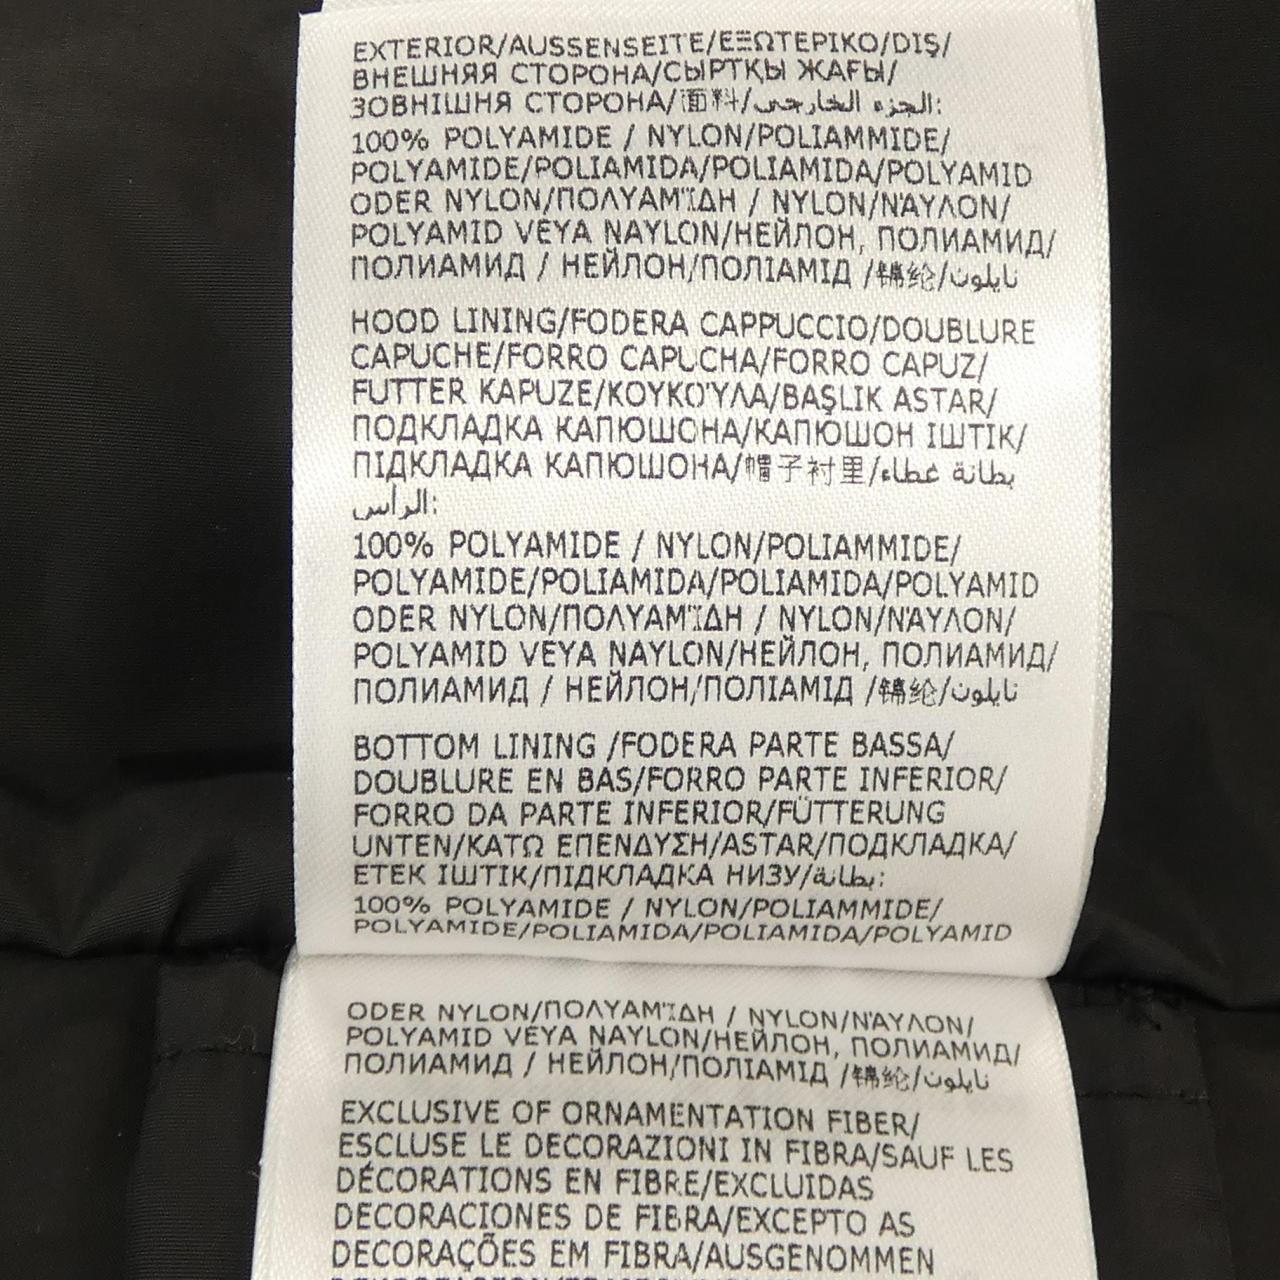 EXTERIOR/AUSSENSEITE/ΕΞΩΤΕΡΙΚΟ/DIŞ/
ВНЕШНЯЯ СТОРОНА/СЫРТҚЫ ЖАҒЫ/
ЗОВНІШНЯ СТОРОНА/面料/الجزء الخارجي:
100% POLYAMIDE / NYLON/POLIAMMIDE/
POLYAMIDE/POLIAMIDA/POLIAMIDA/POLYAMID
ODER NYLON/ΠΟΛΥΑΜΊΔΗ / NYLON/ΝΆΥΛΟΝ/
POLYAMID VEYA NAYLON/НЕЙЛОН, ПОЛИАМИД/
ПОЛИАМИД / НЕЙЛОН/ПОЛІАМІД /锦纶/نايلون
HOOD LINING/FODERA CAPPUCCIO/DOUBLURE
CAPUCHE/FORRO CAPUCHA/FORRO CAPUZ/
FUTTER KAPUZE/ΚΟΥΚΟΎΛΑ/BAŞLIK ASTAR/
ПОДКЛАДКА КАПЮШОНА/КАПЮШОН ІШТІК/
ПІДКЛАДКА КАПЮШОНА/帽子衬里/بطانة غطاء
الرأس:
100% POLYAMIDE / NYLON/POLIAMMIDE/
POLYAMIDE/POLIAMIDA/POLIAMIDA/POLYAMID
ODER NYLON/ΠΟΛΥΑΜΊΔΗ / NYLON/ΝΆΥΛΟΝ/
POLYAMID VEYA NAYLON/НЕЙЛОН, ПОЛИАМИД/
ПОЛИАМИД / НЕЙЛОН/ПОЛІАМІД /锦纶/نايلون
BOTTOM LINING /FODERA PARTE BASSA/
DOUBLURE EN BAS/FORRO PARTE INFERIOR/
FORRO DA PARTE INFERIOR/FÜTTERUNG
UNTEN/ΚΑΤΩ ΕΠΕΝΔΥΣΗ/ASTAR/ПОДКЛАДКА/
ЕТЕК ІШТІК/ПІДКЛАДКА НИЗУ/بطانة:
100% POLYAMIDE / NYLON/POLIAMMIDE/
POLYAMIDE/POLIAMIDA/POLIAMIDA/POLYAMID
ODER NYLON/ΠΟΛΥΑΜΊΔΗ / NYLON/ΝΆΥΛΟΝ/
POLYAMID VEYA NAYLON/НЕЙЛОН, ПОЛИАМИД/
ПОЛИАМИД / НЕЙЛОН/ПОЛІАМІД /锦纶/نايلون
EXCLUSIVE OF ORNAMENTATION FIBER/
ESCLUSE LE DECORAZIONI IN FIBRA/SAUF LES
DÉCORATIONS EN FIBRE/EXCLUIDAS
DECORACIONES DE FIBRA/EXCEPTO AS
DECORAÇÕES EM FIBRA/AUSGENOMMEN